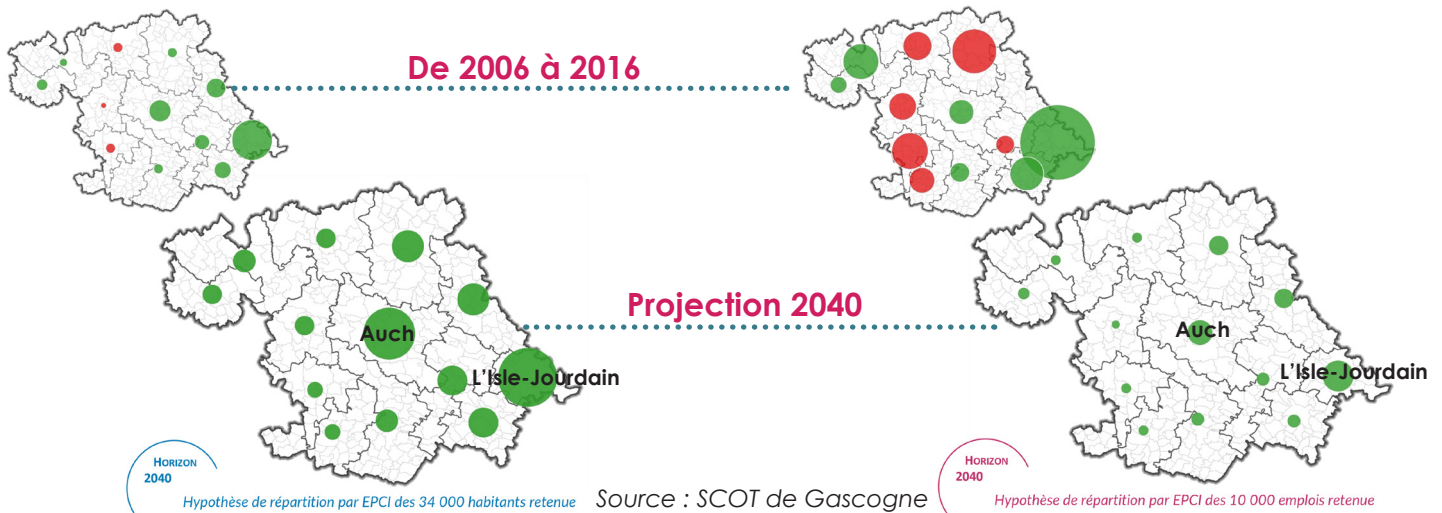 De 2006 à 2016
Projection 2040
Auch
L'Isle-Jourdain
Auch
L'Isle-Jourdain
HORIZON
2040
Hypothèse de répartition par EPCI des 34 000 habitants retenue
Source : SCOT de Gascogne
HORIZON
2040
Hypothèse de répartition par EPCI des 10 000 emplois retenue